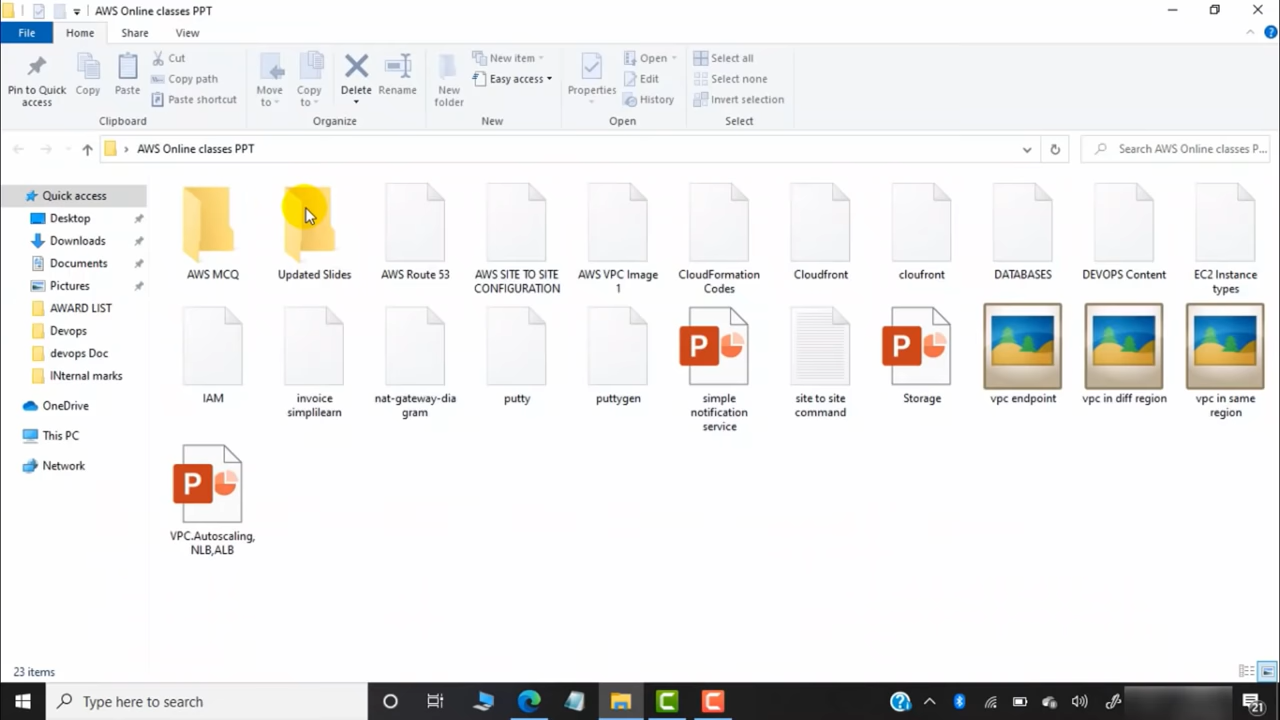 AWS Online classes PPT
File Home Share View
Pin to Quick access
Copy
Paste
Cut
Copy path
Paste shortcut
Clipboard
Move to
Copy to
Delete
Rename
Organize
New folder
New item
Easy access
New
Properties
Open
Edit
History
Open
Select all
Select none
Invert selection
Select
AWS Online classes PPT
Search AWS Online classes P...
Quick access
Desktop
Downloads
Documents
Pictures
AWARD LIST
Devops
devops Doc
INternal marks
OneDrive
This PC
Network
AWS MCQ
Updated Slides
AWS Route 53
AWS SITE TO SITE
CONFIGURATION
AWS VPC Image
1
CloudFormation
Codes
Cloudfront
cloufront
DATABASES
DEVOPS Content
EC2 Instance
types
IAM
invoice
simplilearn
nat-gateway-dia
gram
putty
puttygen
P
simple
notification
service
site to site
command
P
Storage
vpc endpoint
vpc in diff region
vpc in same
region
P
VPC.Autoscaling,
NLB,ALB
23 items
Type here to search
21